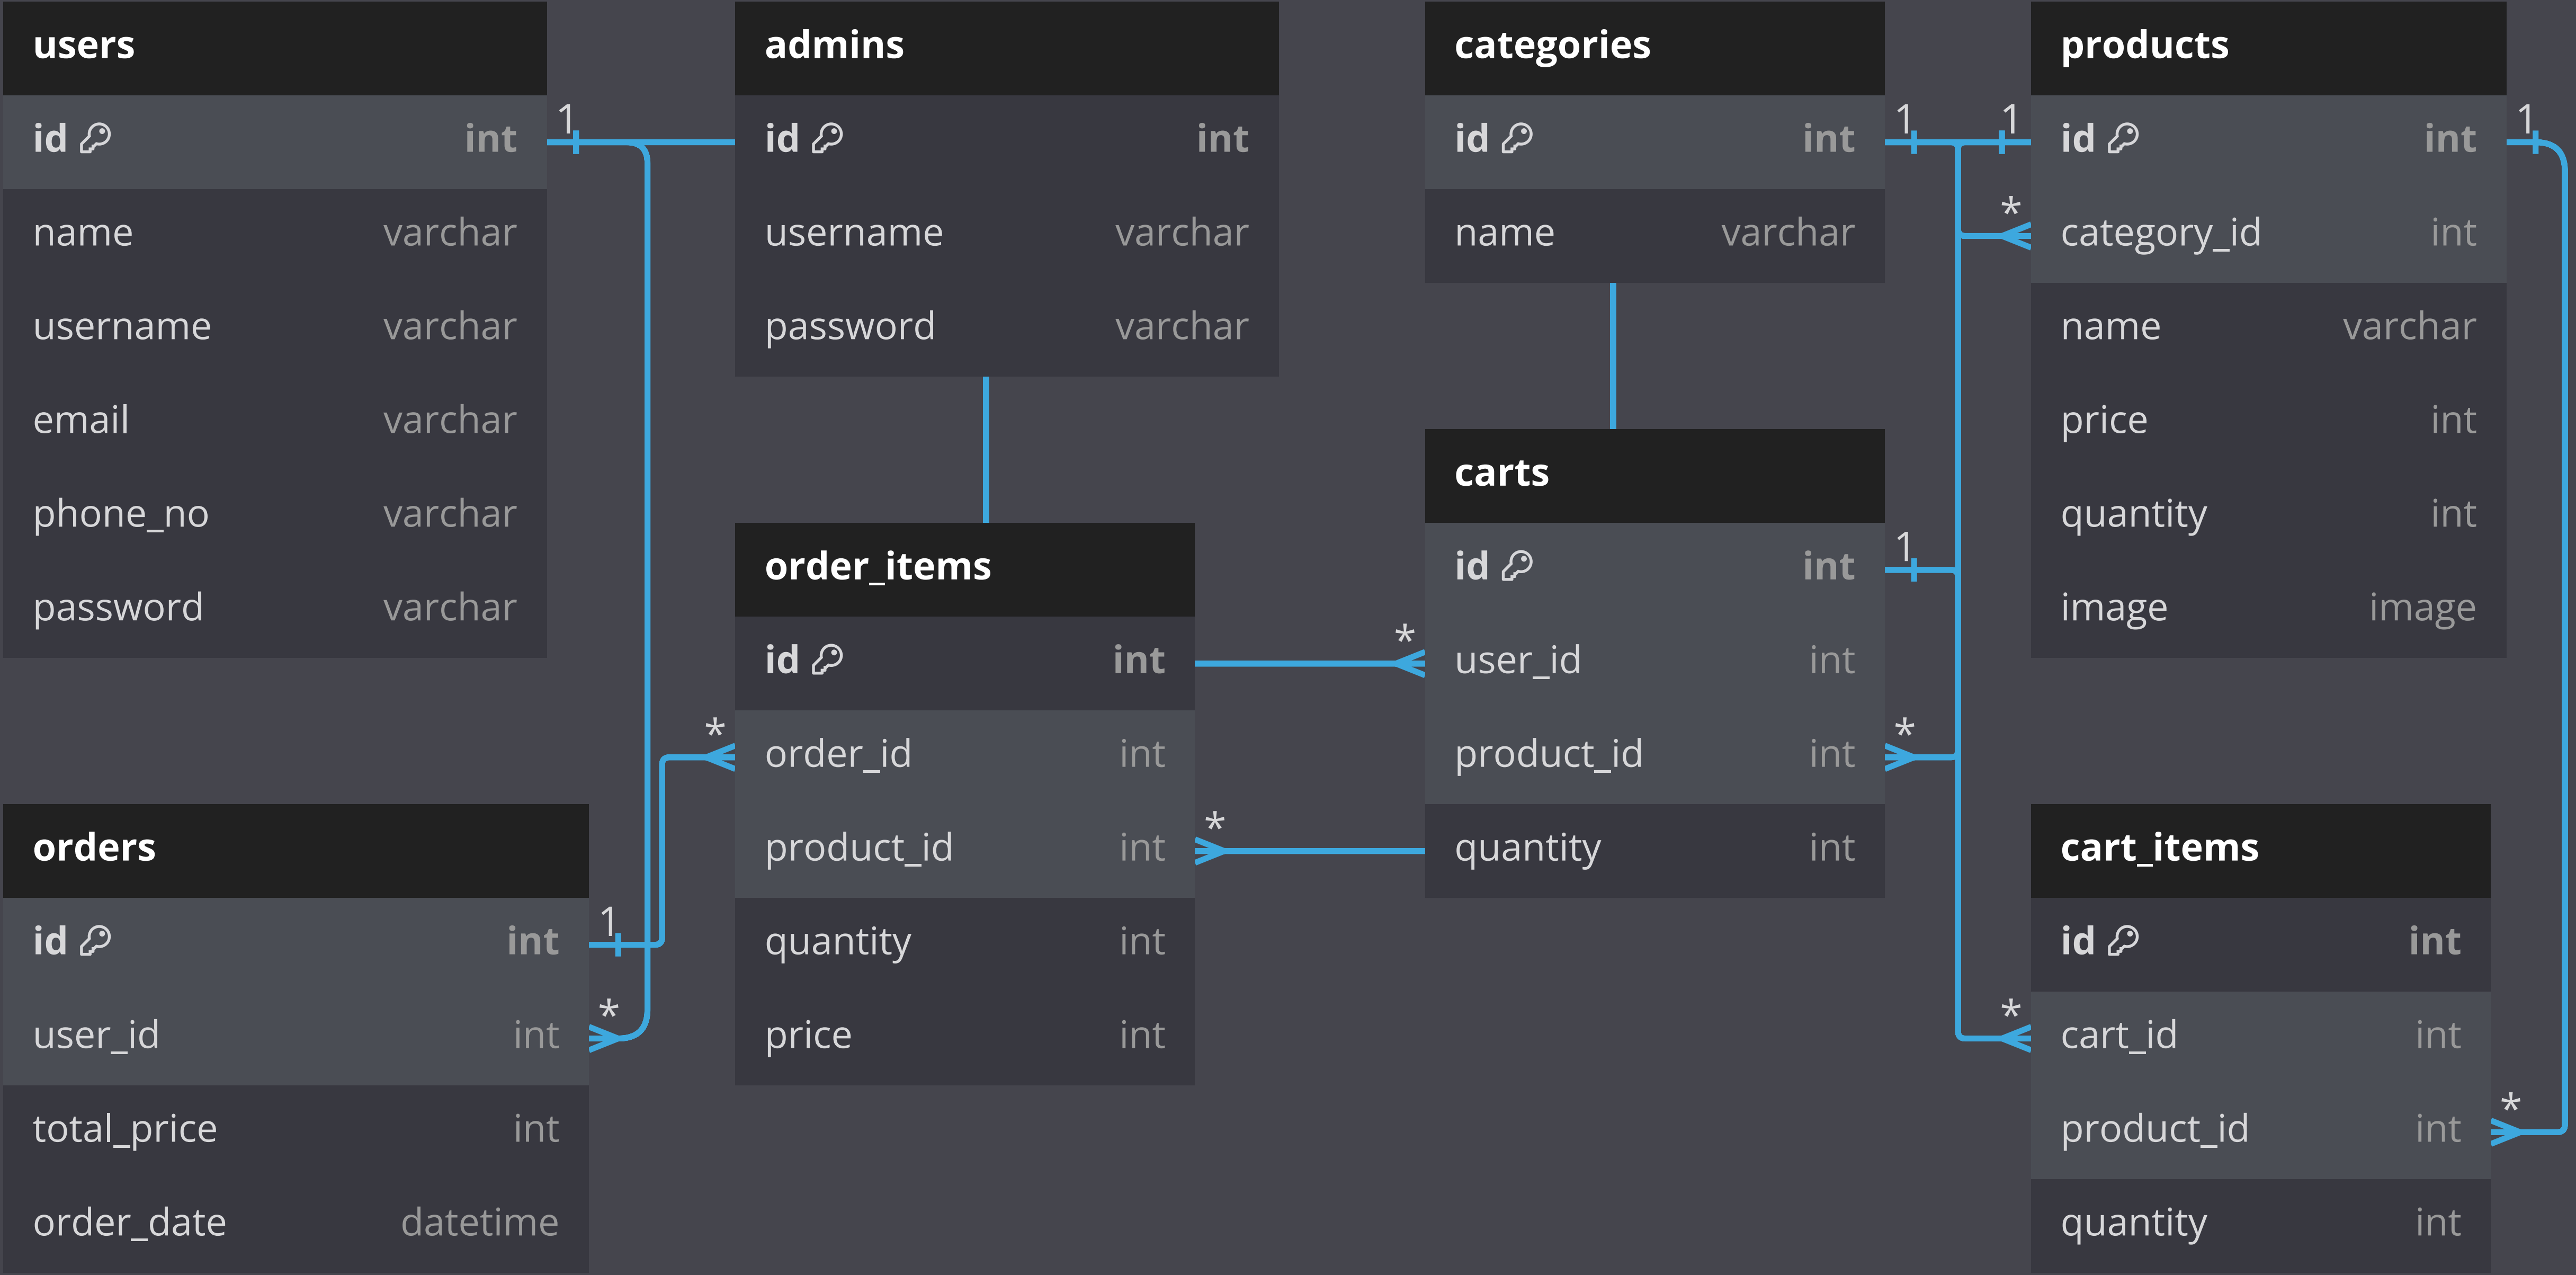 users
id int
name varchar
username varchar
email varchar
phone_no varchar
password varchar
admins
id int
username varchar
password varchar
categories
id int
name varchar
products
id int
category_id int
name varchar
price int
quantity int
image image
carts
id int
user_id int
product_id int
quantity int
order_items
id int
order_id int
product_id int
quantity int
price int
orders
id int
user_id int
total_price int
order_date datetime
cart_items
id int
cart_id int
product_id int
quantity int
1
1
1
1
*
1
*
*
*
*
1
*
*
*